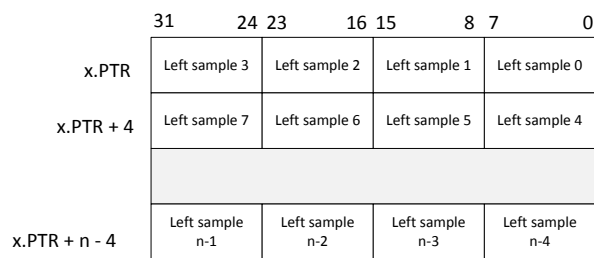 31 24 23 16 15 8 7 0
x.PTR Left sample 3 Left sample 2 Left sample 1 Left sample 0
x.PTR + 4 Left sample 7 Left sample 6 Left sample 5 Left sample 4
x.PTR + n - 4 Left sample n-1 Left sample n-2 Left sample n-3 Left sample n-4